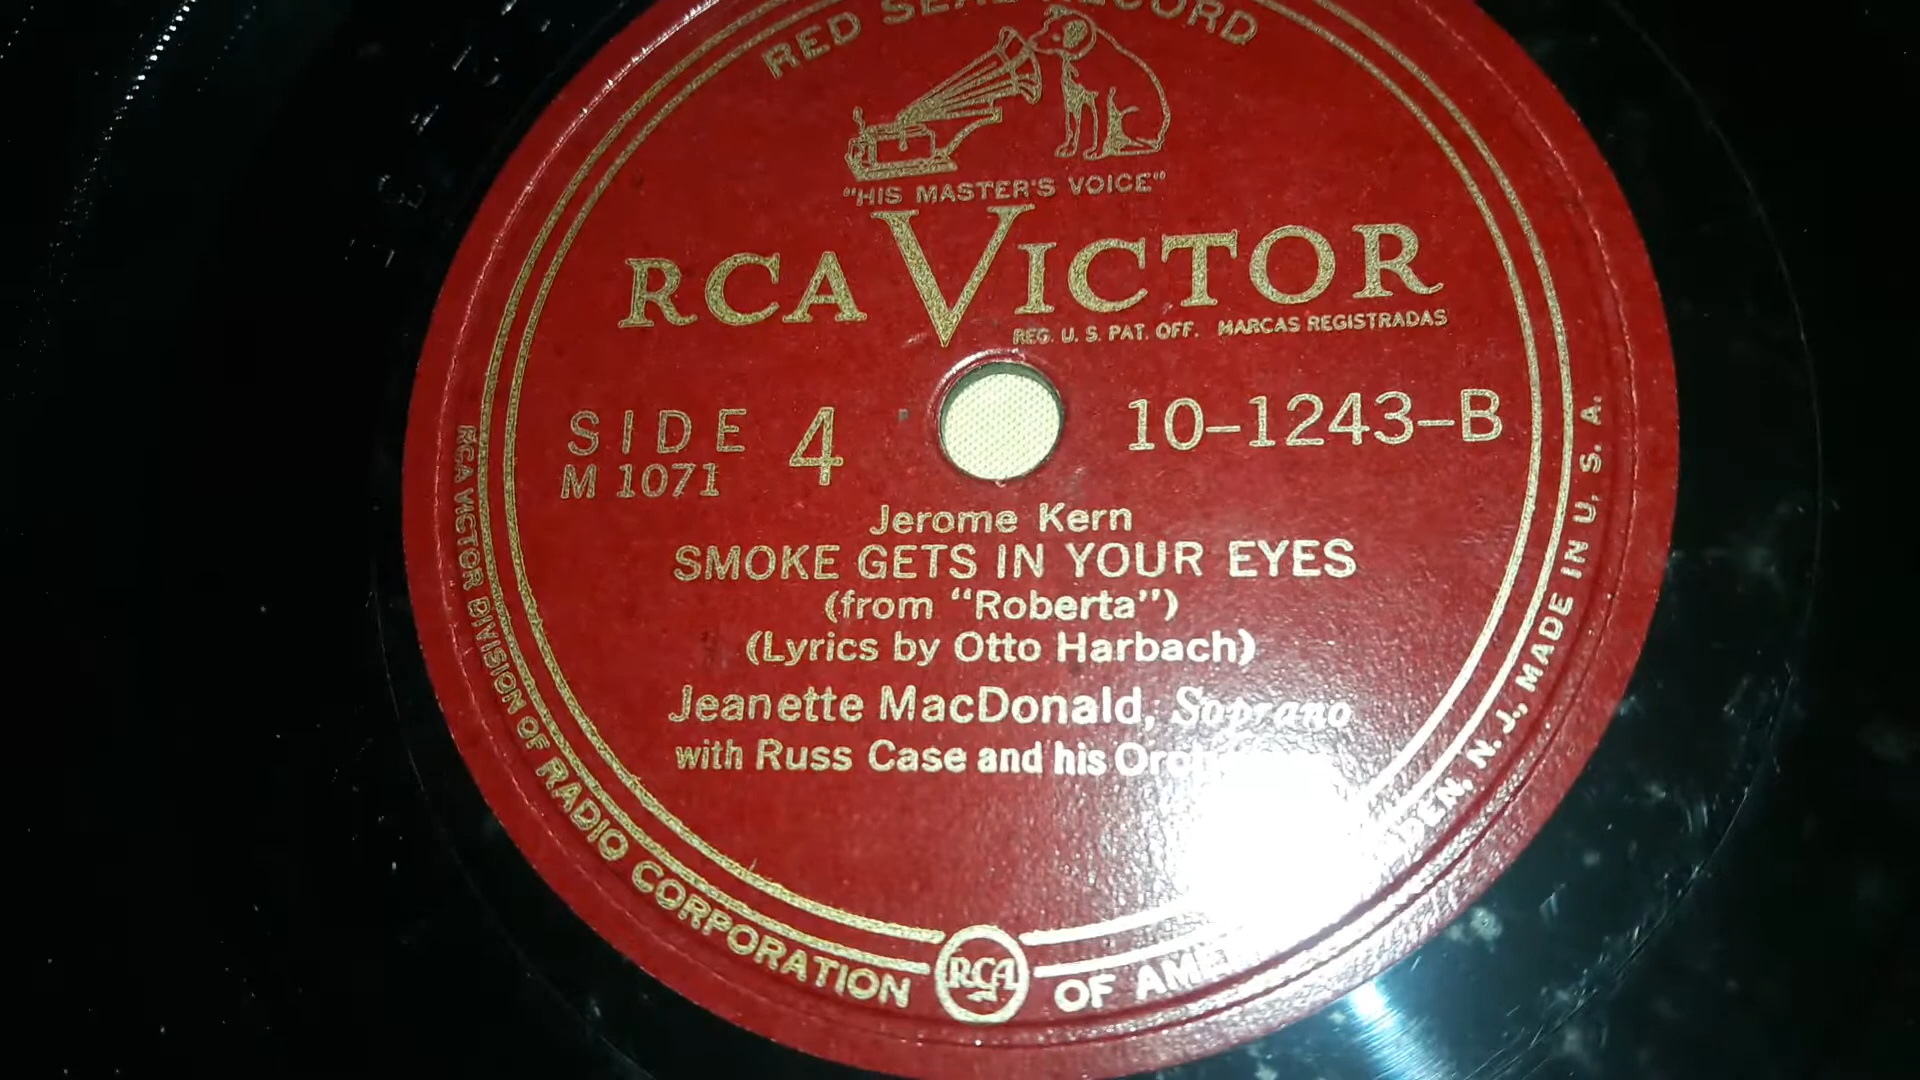 RED SEAL RECORD
"HIS MASTER'S VOICE"
RCA VICTOR
REG. U. S. PAT. OFF. MARCAS REGISTRADAS
SIDE 4
M 1071
10-1243-B
Jerome Kern
SMOKE GETS IN YOUR EYES
(from "Roberta")
(Lyrics by Otto Harbach)
Jeanette MacDonald, Soprano
with Russ Case and his
RCA VICTOR DIVISION OF RADIO CORPORATION OF
N. J., MADE IN U. S. A.
RCA